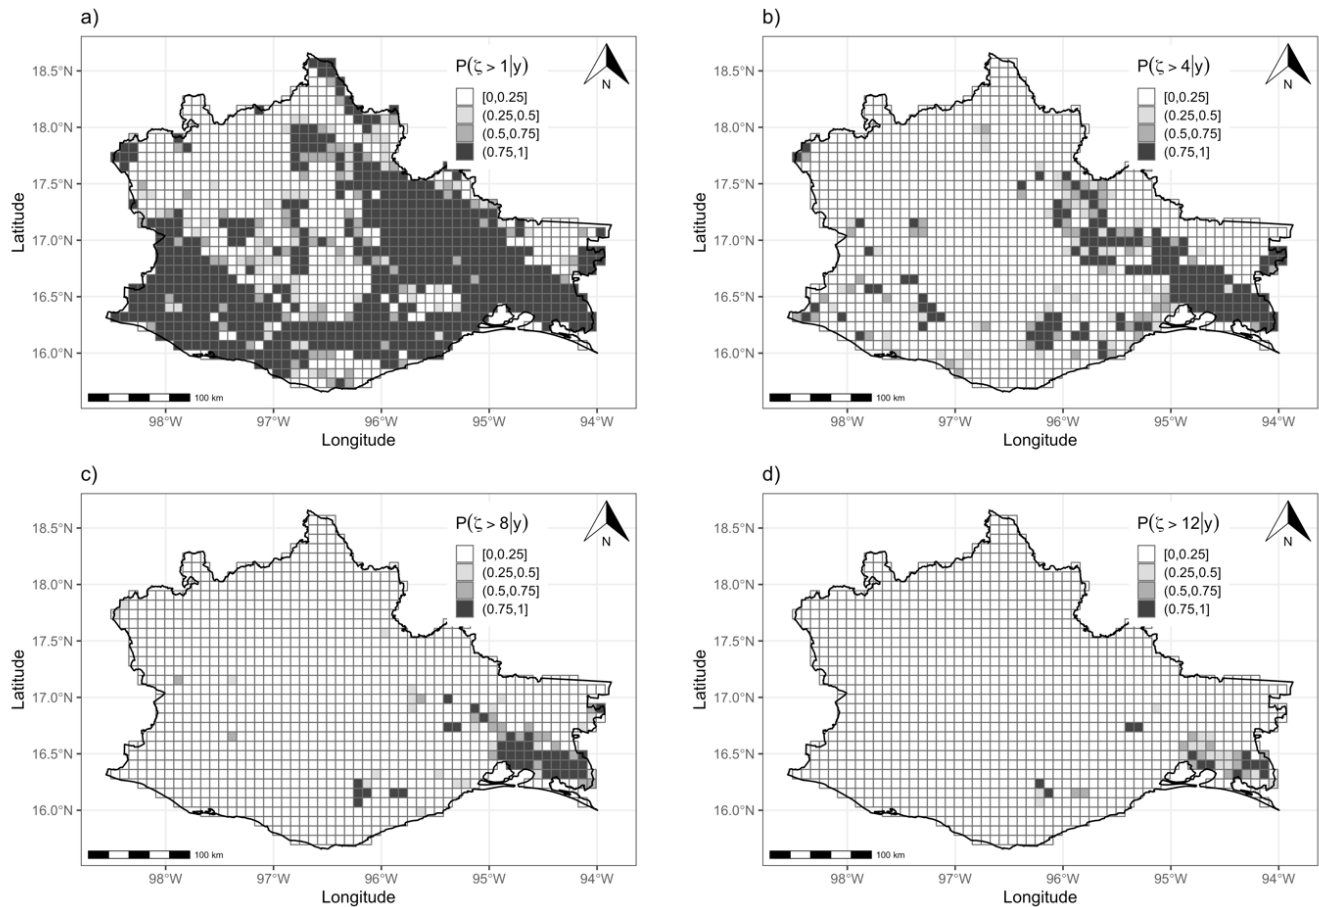 a)
P(ζ > 1|y)
[0,0.25]
(0.25,0.5]
(0.5,0.75]
(0.75,1]
N
18.5°N
18.0°N
17.5°N
17.0°N
16.5°N
16.0°N
Latitude
100 km
98°W 97°W 96°W 95°W 94°W
Longitude
b)
P(ζ > 4|y)
[0,0.25]
(0.25,0.5]
(0.5,0.75]
(0.75,1]
N
18.5°N
18.0°N
17.5°N
17.0°N
16.5°N
16.0°N
Latitude
100 km
98°W 97°W 96°W 95°W 94°W
Longitude
c)
P(ζ > 8|y)
[0,0.25]
(0.25,0.5]
(0.5,0.75]
(0.75,1]
N
18.5°N
18.0°N
17.5°N
17.0°N
16.5°N
16.0°N
Latitude
100 km
98°W 97°W 96°W 95°W 94°W
Longitude
d)
P(ζ > 12|y)
[0,0.25]
(0.25,0.5]
(0.5,0.75]
(0.75,1]
N
18.5°N
18.0°N
17.5°N
17.0°N
16.5°N
16.0°N
Latitude
100 km
98°W 97°W 96°W 95°W 94°W
Longitude